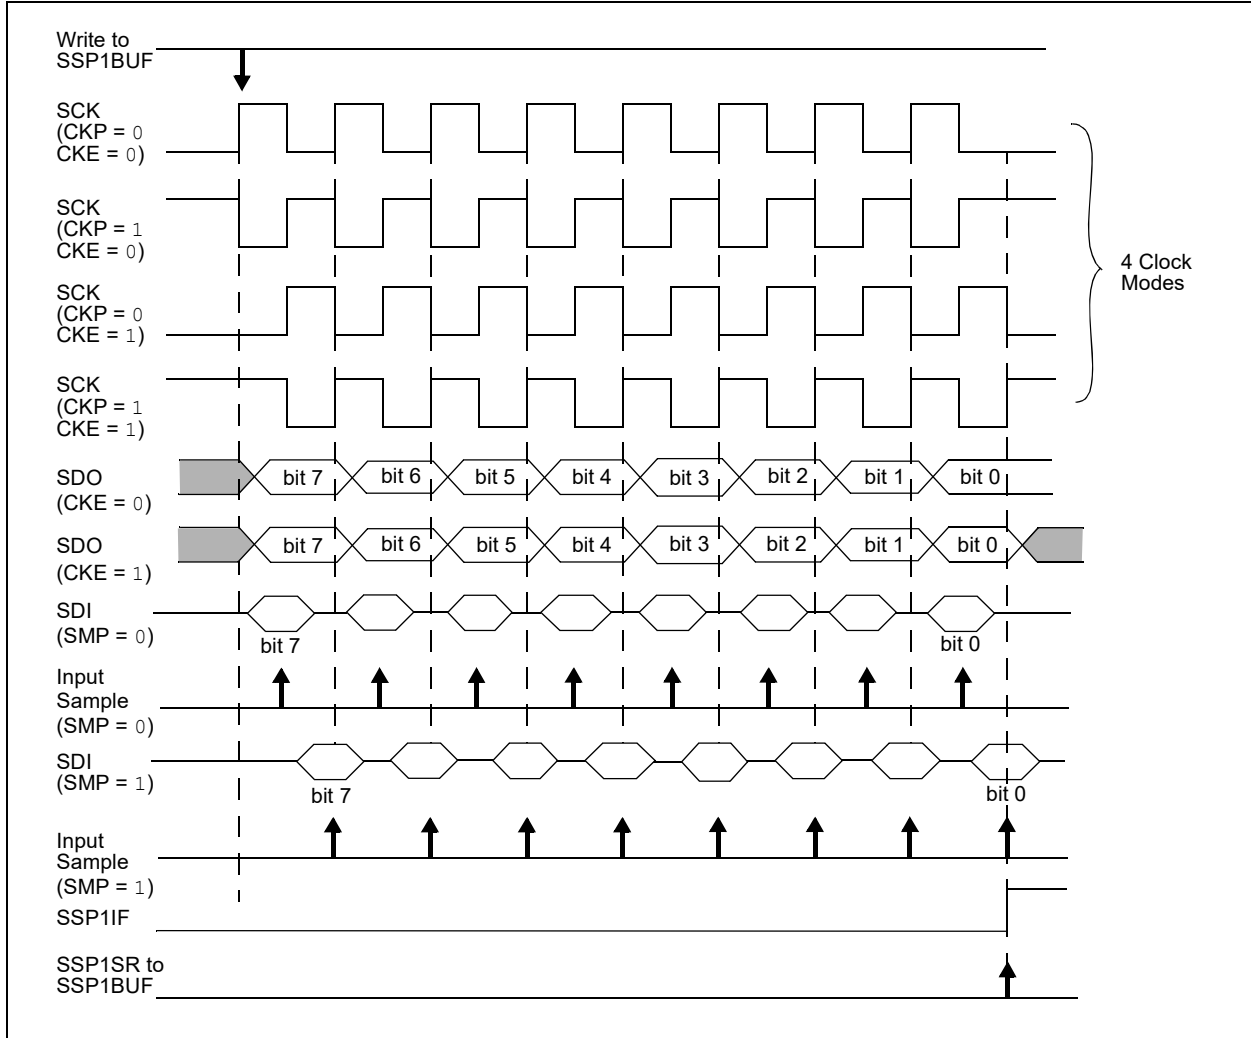 Write to
SSP1BUF
SCK
(CKP = 0
CKE = 0)
SCK
(CKP = 1
CKE = 0)
4 Clock
Modes
SCK
(CKP = 0
CKE = 1)
SCK
(CKP = 1
CKE = 1)
SDO
(CKE = 0)
bit 7 bit 6 bit 5 bit 4 bit 3 bit 2 bit 1 bit 0
SDO
(CKE = 1)
bit 7 bit 6 bit 5 bit 4 bit 3 bit 2 bit 1 bit 0
SDI
(SMP = 0)
bit 7 bit 0
Input
Sample
(SMP = 0)
SDI
(SMP = 1)
bit 7 bit 0
Input
Sample
(SMP = 1)
SSP1IF
SSP1SR to
SSP1BUF